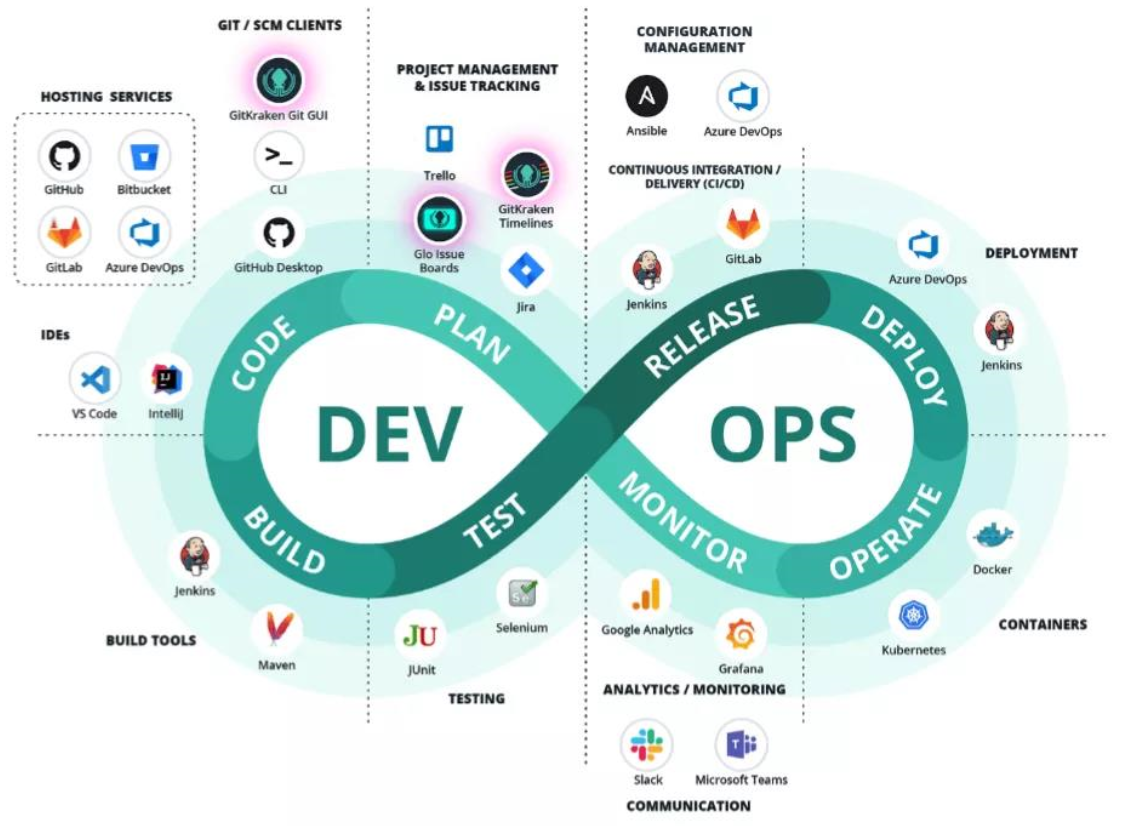 GIT / SCM CLIENTS
GitKraken Git GUI
CLI
GitHub Desktop
HOSTING SERVICES
GitHub
Bitbucket
GitLab
Azure DevOps
IDEs
VS Code
IntelliJ
PROJECT MANAGEMENT
& ISSUE TRACKING
Trello
GitKraken
Timelines
Glo Issue
Boards
Jira
CONFIGURATION
MANAGEMENT
Ansible
Azure DevOps
CONTINUOUS INTEGRATION /
DELIVERY (CI/CD)
GitLab
Jenkins
Azure DevOps
DEPLOYMENT
Jenkins
CODE
PLAN
RELEASE
DEPLOY
DEV
OPS
BUILD
TEST
MONITOR
OPERATE
Jenkins
BUILD TOOLS
Maven
JU
JUnit
Se
Selenium
TESTING
Google Analytics
Grafana
ANALYTICS / MONITORING
Slack
Microsoft Teams
COMMUNICATION
Docker
Kubernetes
CONTAINERS